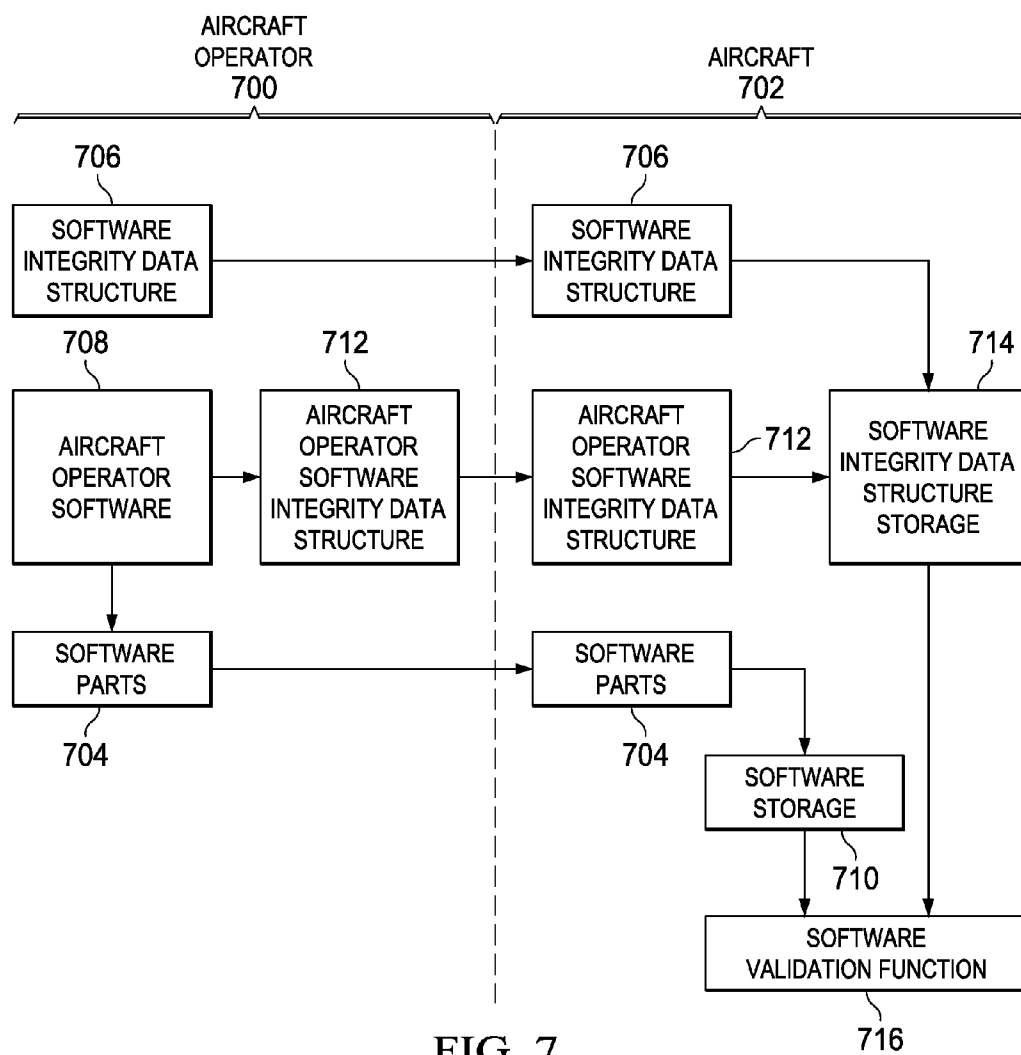 AIRCRAFT
OPERATOR
700
AIRCRAFT
702
706
SOFTWARE
INTEGRITY DATA
STRUCTURE
706
SOFTWARE
INTEGRITY DATA
STRUCTURE
708
AIRCRAFT
OPERATOR
SOFTWARE
712
AIRCRAFT
OPERATOR
SOFTWARE
INTEGRITY DATA
STRUCTURE
AIRCRAFT
OPERATOR
SOFTWARE
INTEGRITY DATA
STRUCTURE
712
714
SOFTWARE
INTEGRITY DATA
STRUCTURE
STORAGE
SOFTWARE
PARTS
704
SOFTWARE
PARTS
704
SOFTWARE
STORAGE
710
SOFTWARE
VALIDATION FUNCTION
716
FIG. 7